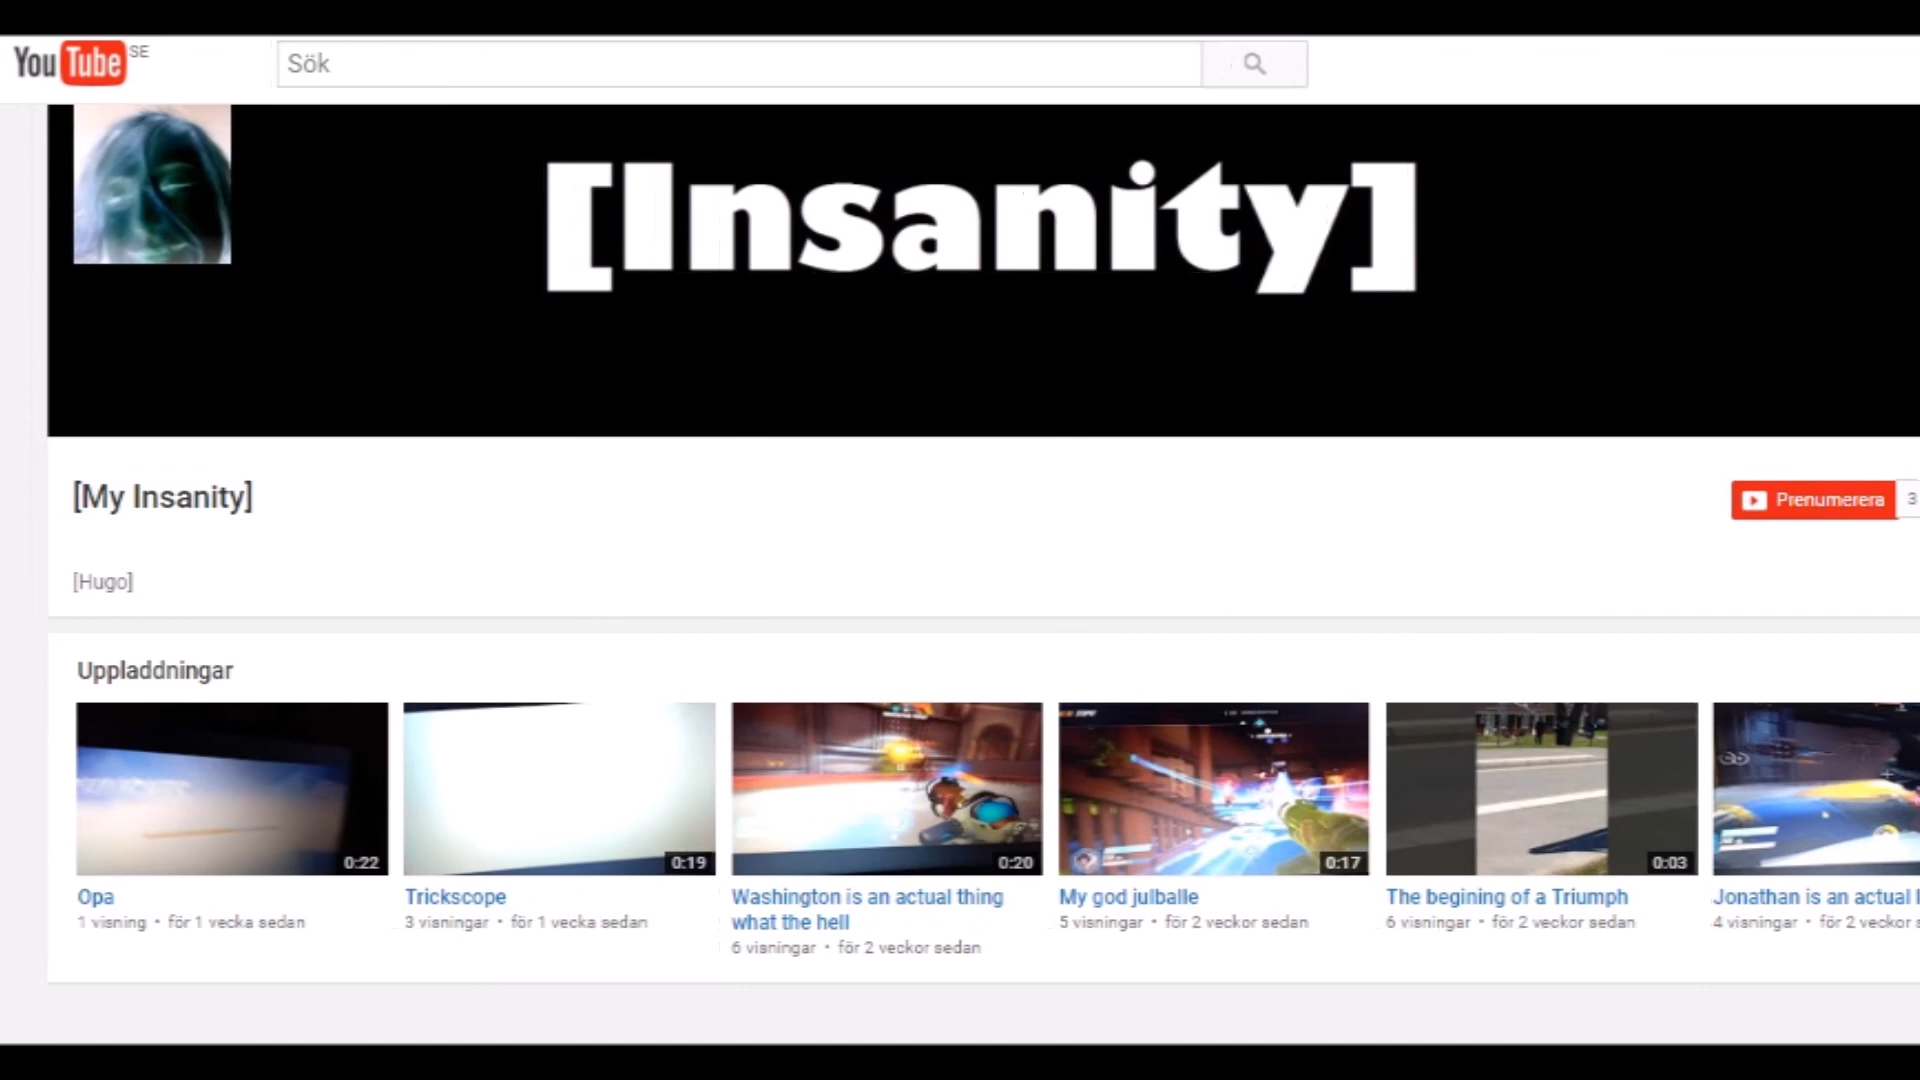 YouTube SE
Sök
[Insanity]
[My Insanity]
Prenumerera 3
[Hugo]
Uppladdningar
0:22
0:19
0:20
0:17
0:03
Opa
1 visning • för 1 vecka sedan
Trickscope
3 visningar • för 1 vecka sedan
Washington is an actual thing
what the hell
6 visningar • för 2 veckor sedan
My god julballe
5 visningar • för 2 veckor sedan
The begining of a Triumph
6 visningar • för 2 veckor sedan
Jonathan is an actual
4 visningar • för 2 veckor